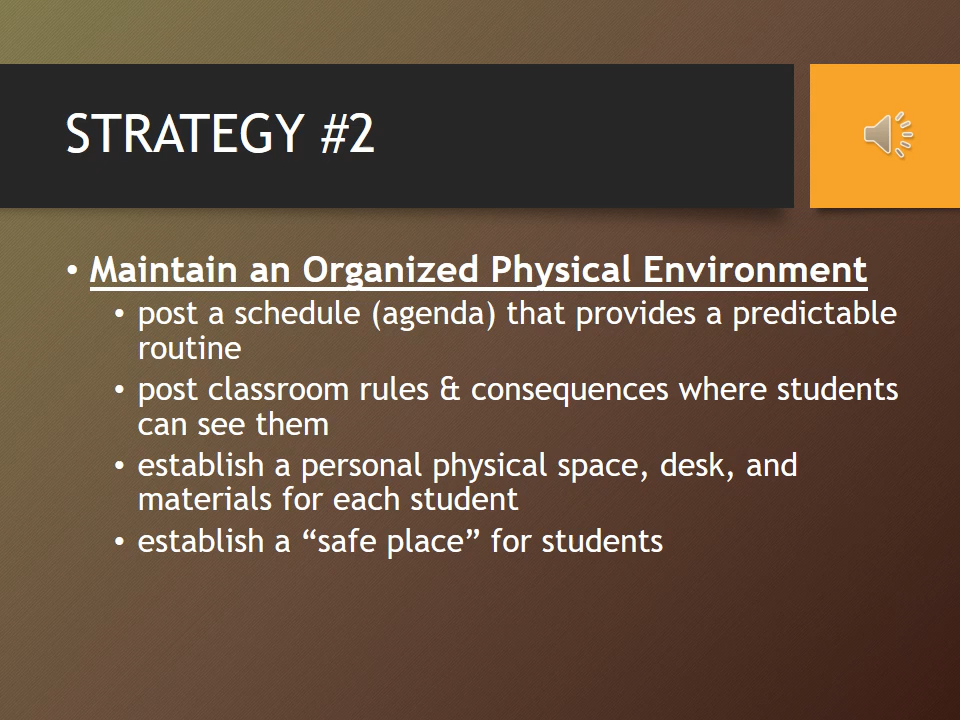 STRATEGY #2
• Maintain an Organized Physical Environment
• post a schedule (agenda) that provides a predictable
routine
• post classroom rules & consequences where students
can see them
• establish a personal physical space, desk, and
materials for each student
• establish a “safe place” for students